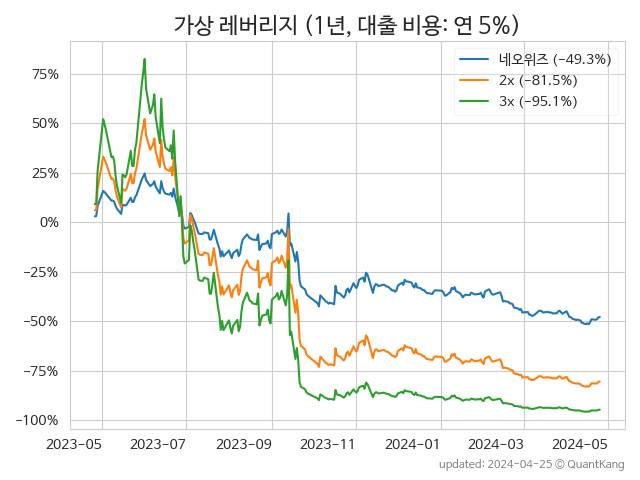 가상 레버리지 (1년, 대출 비용: 연 5%)
네오위즈 (−49.3%)
2x (−81.5%)
3x (−95.1%)
75%
50%
25%
0%
−25%
−50%
−75%
−100%
2023-05 2023-07 2023-09 2023-11 2024-01 2024-03 2024-05
updated: 2024-04-25 © QuantKang